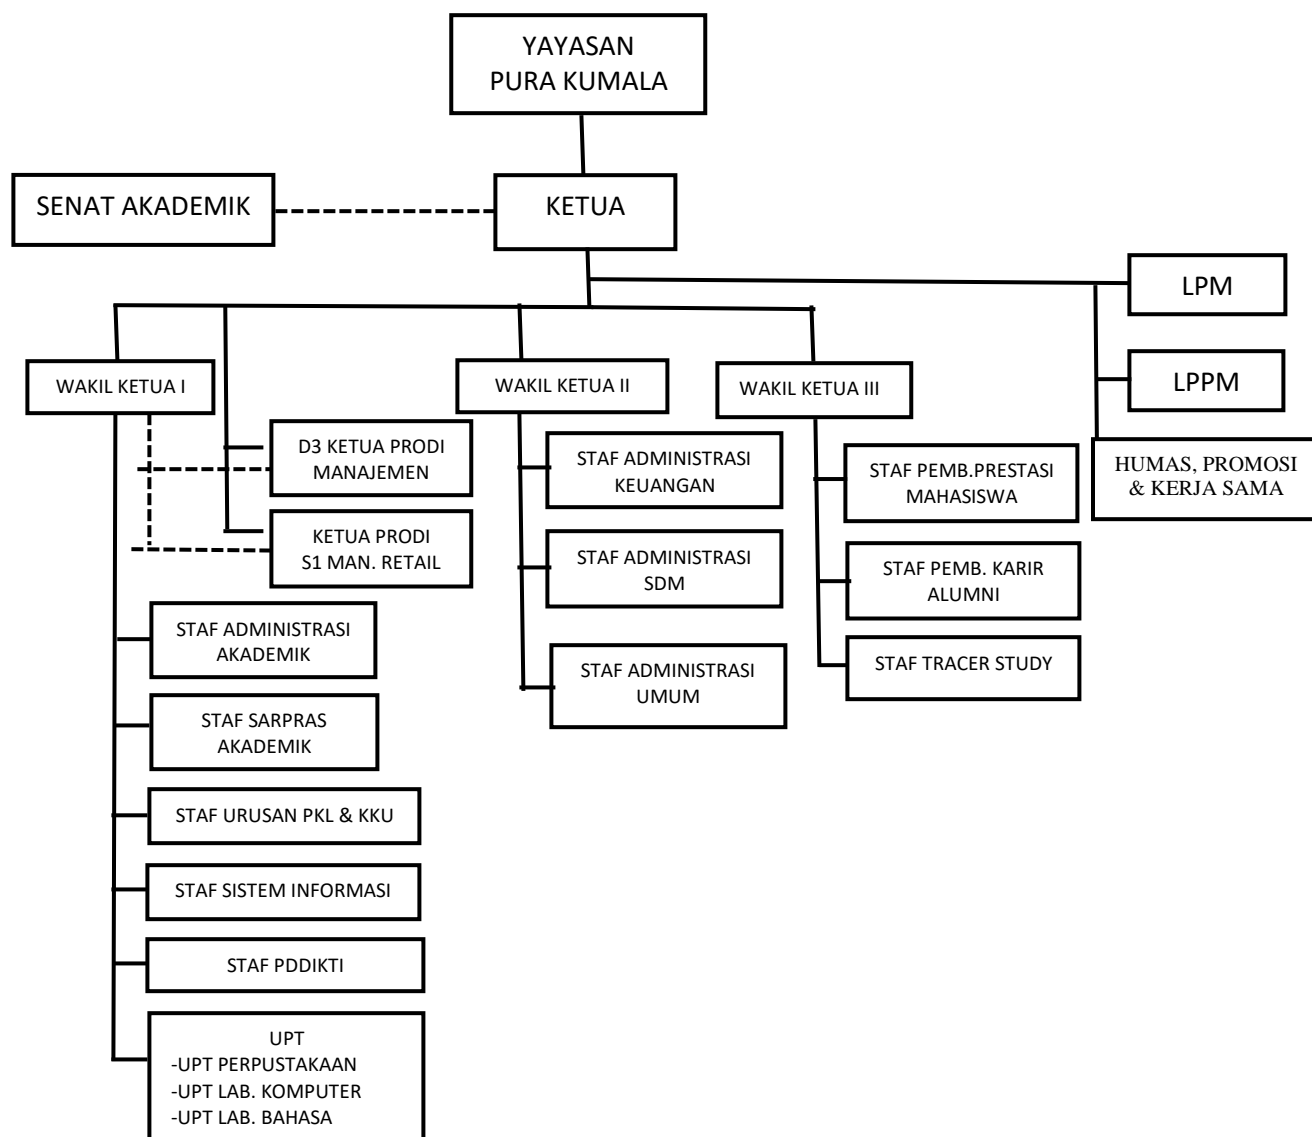 YAYASAN
PURA KUMALA
SENAT AKADEMIK
KETUA
LPM
LPPM
HUMAS, PROMOSI
& KERJA SAMA
WAKIL KETUA I
WAKIL KETUA II
WAKIL KETUA III
D3 KETUA PRODI
MANAJEMEN
KETUA PRODI
S1 MAN. RETAIL
STAF ADMINISTRASI
AKADEMIK
STAF SARPRAS
AKADEMIK
STAF URUSAN PKL & KKU
STAF SISTEM INFORMASI
STAF PDDIKTI
UPT
-UPT PERPUSTAKAAN
-UPT LAB. KOMPUTER
-UPT LAB. BAHASA
STAF ADMINISTRASI
KEUANGAN
STAF ADMINISTRASI
SDM
STAF ADMINISTRASI
UMUM
STAF PEMB.PRESTASI
MAHASISWA
STAF PEMB. KARIR
ALUMNI
STAF TRACER STUDY